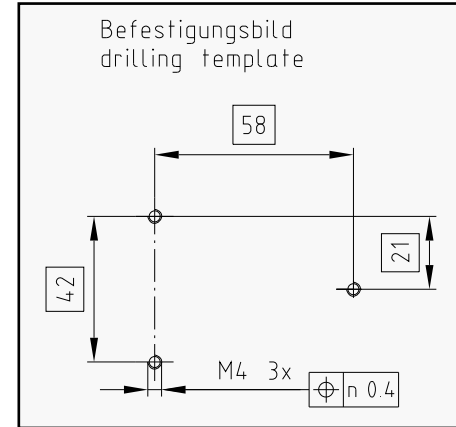 Befestigungsbild
drilling template
58
21
42
M4 3x
n 0.4